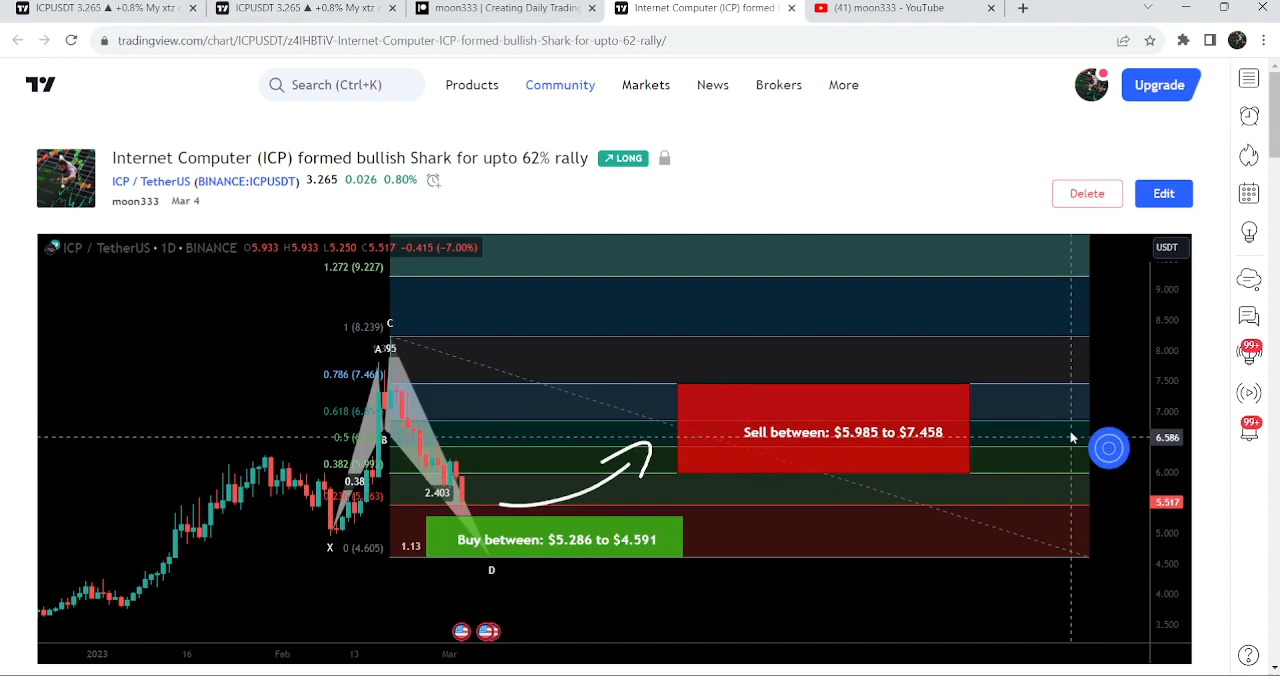 ICPUSDT 3.265 ▲ +0.8% My xtz c
ICPUSDT 3.265 ▲ +0.8% My xtz c
moon333 | Creating Daily Trading
Internet Computer (ICP) formed
(41) moon333 - YouTube
tradingview.com/chart/ICPUSDT/z4IHBTiV-Internet-Computer-ICP-formed-bullish-Shark-for-upto-62-rally/
Search (Ctrl+K)
Products
Community
Markets
News
Brokers
More
Upgrade
Internet Computer (ICP) formed bullish Shark for upto 62% rally
LONG
ICP / TetherUS (BINANCE:ICPUSDT) 3.265 0.026 0.80%
moon333 Mar 4
Delete
Edit
ICP / TetherUS • 1D • BINANCE O5.933 H5.933 L5.250 C5.517 −0.415 (−7.00%)
USDT
1.272 (9.227)
9.000
C
8.500
1 (8.239)
A
8.000
0.786 (7.46
7.500
0.618
7.000
Sell between: $5.985 to $7.458
0.5
B
6.586
0.382
6.000
0.38
2.403
5.517
Buy between: $5.286 to $4.591
5.000
X
0 (4.605)
1.13
4.500
D
4.000
3.500
2023
16
Feb
13
Mar
99+
99+